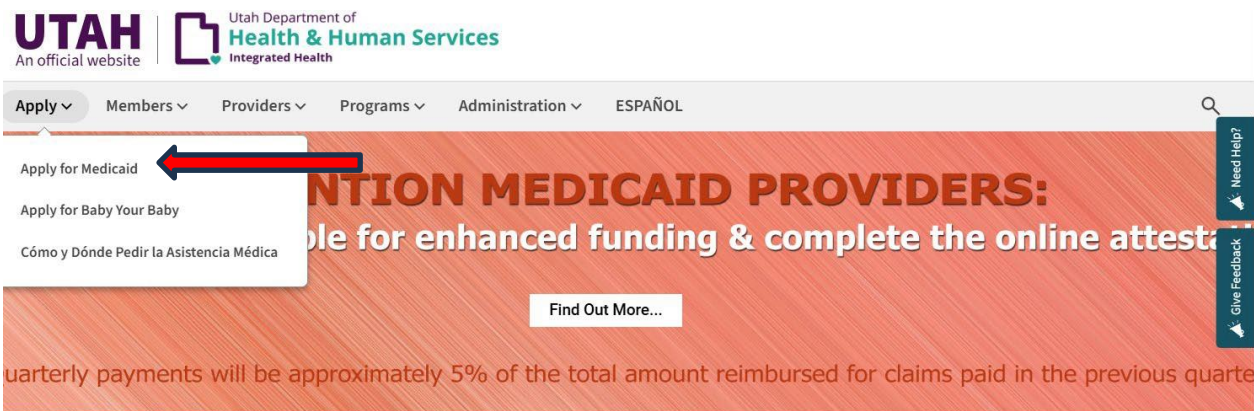 UTAH
An official website
Utah Department of
Health & Human Services
Integrated Health
Apply Members Providers Programs Administration ESPAÑOL
Apply for Medicaid
Apply for Baby Your Baby
Cómo y Dónde Pedir la Asistencia Médica
NTION MEDICAID PROVIDERS:
le for enhanced funding & complete the online
Find Out More...
uarterly payments will be approximately 5% of the total amount reimbursed for claims paid in the previous quarte
Need Help?
Give Feedback